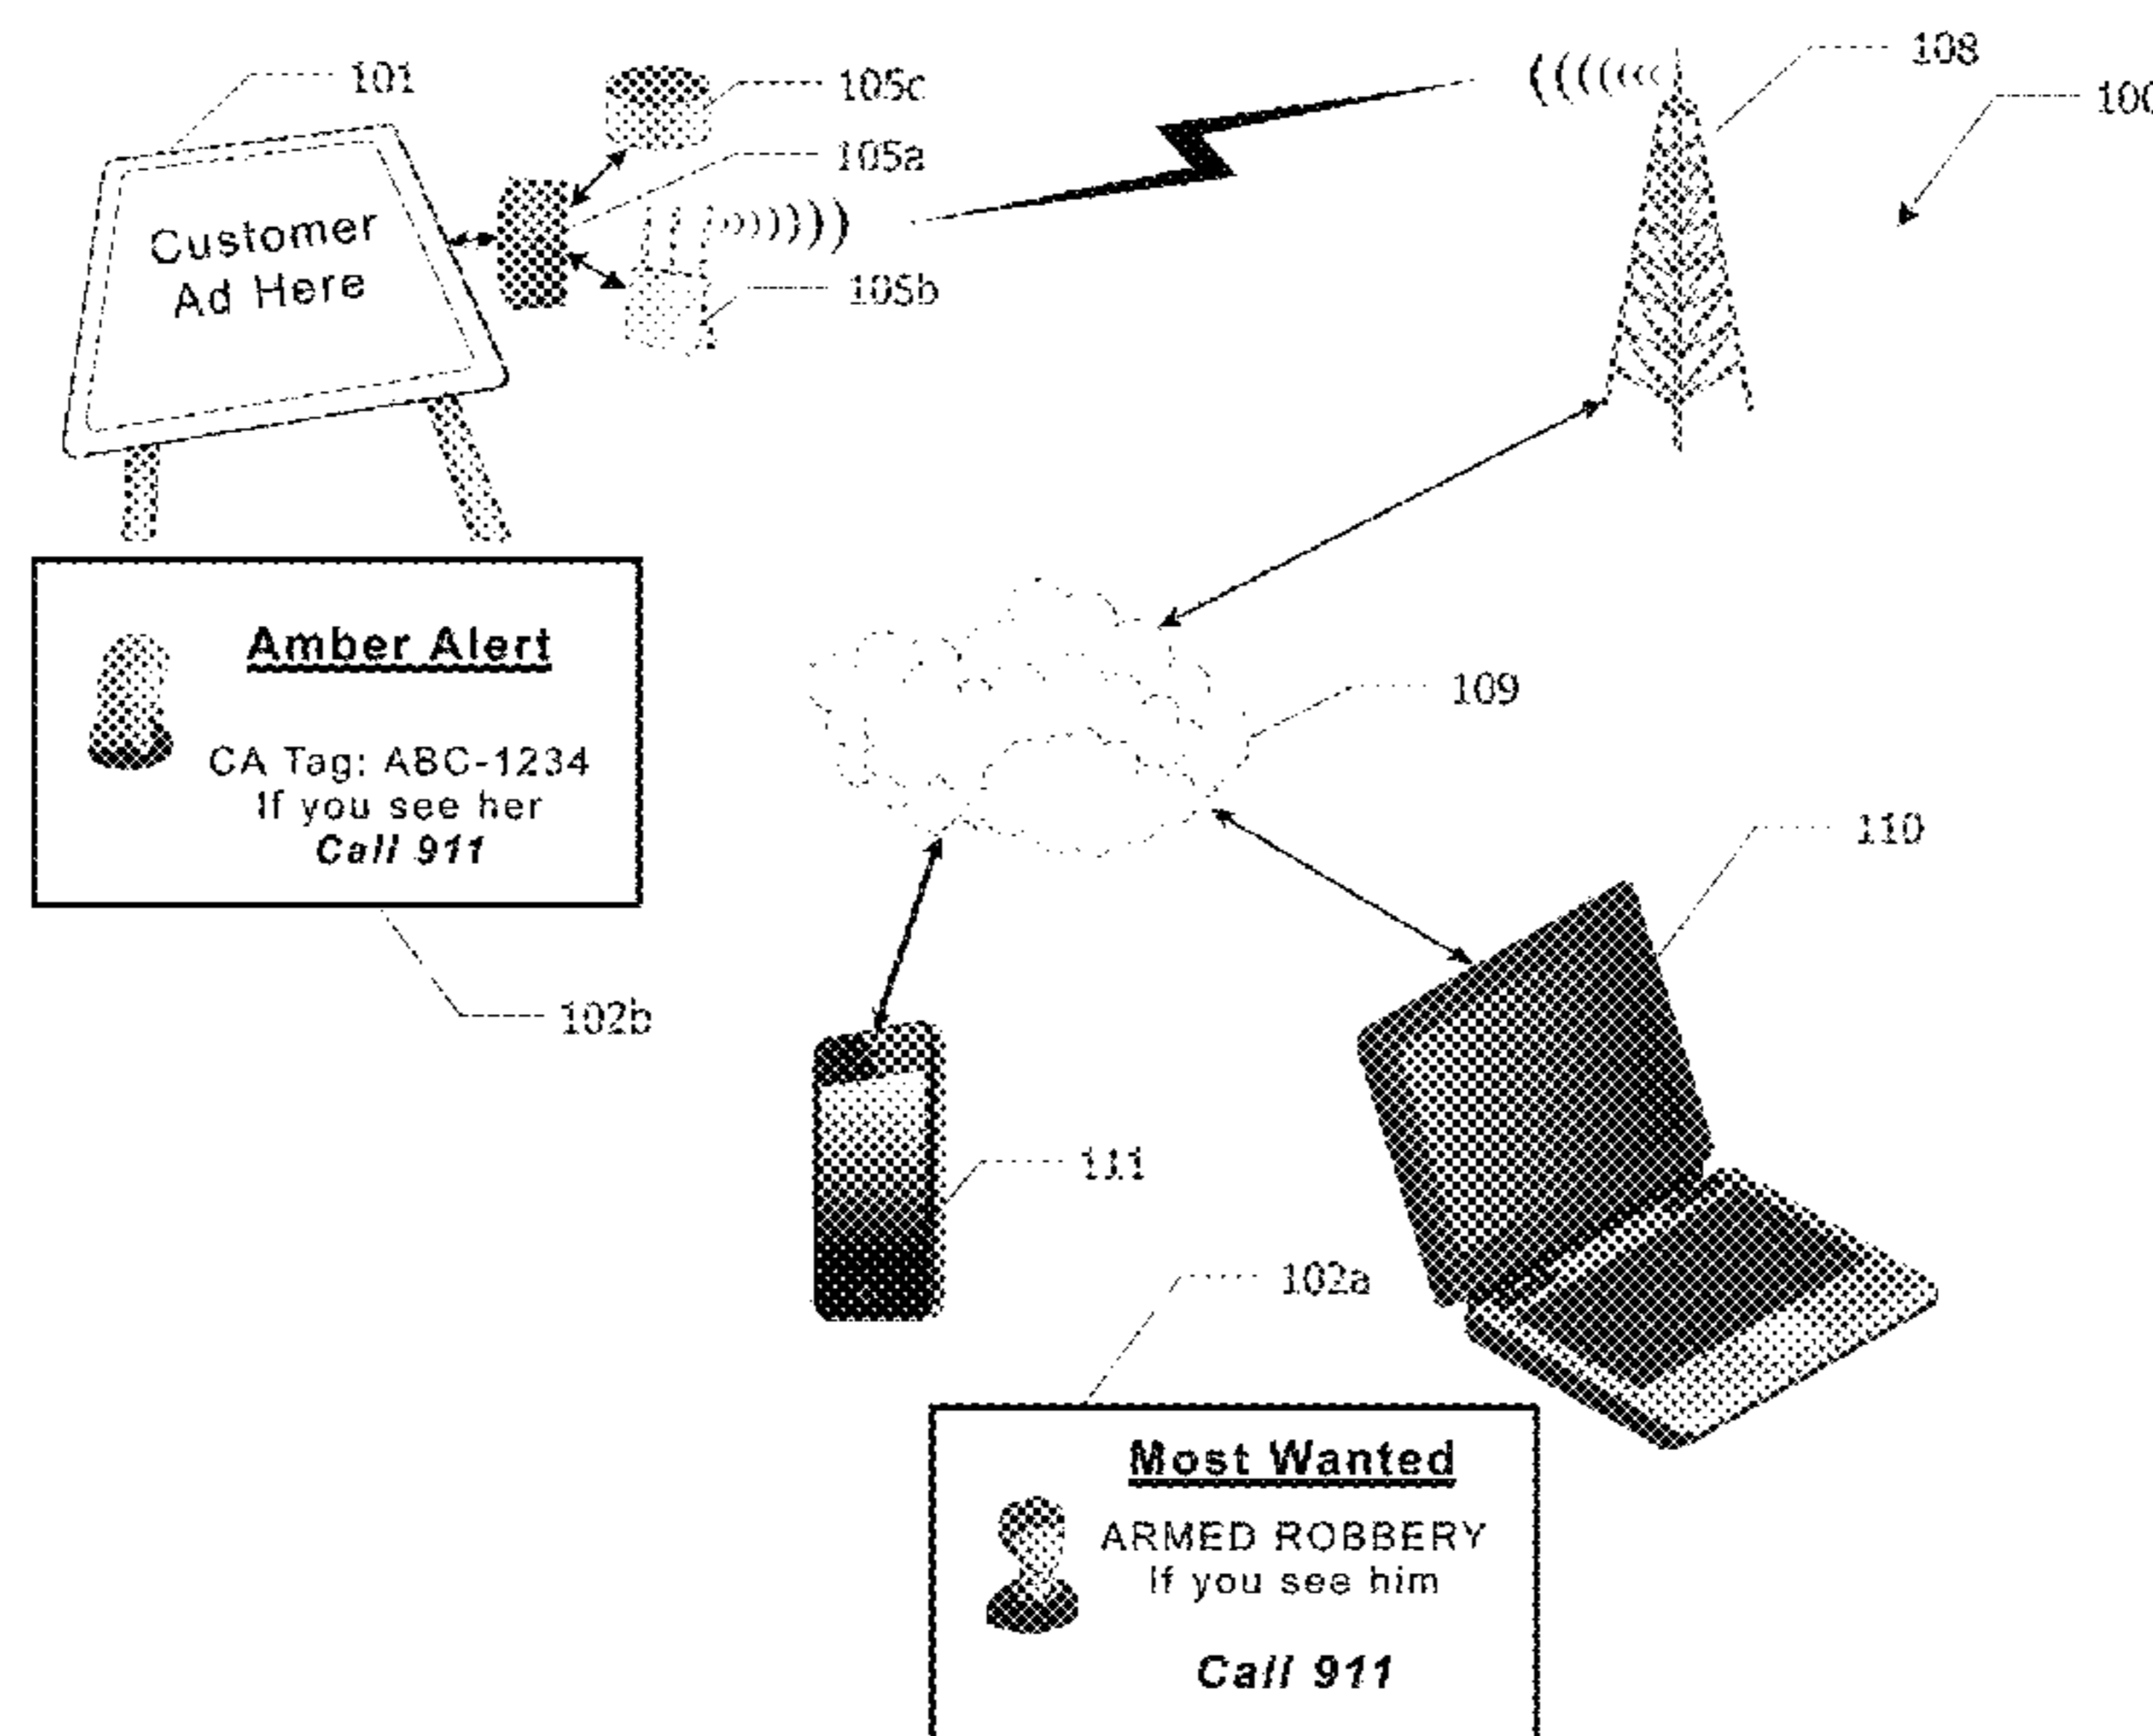 101
105c
108
100
105a
Customer
Ad Here
105b
Amber Alert
109
CA Tag: ABC-1234
If you see her
Call 911
110
102b
111
102a
Most Wanted
ARMED ROBBERY
If you see him
Call 911